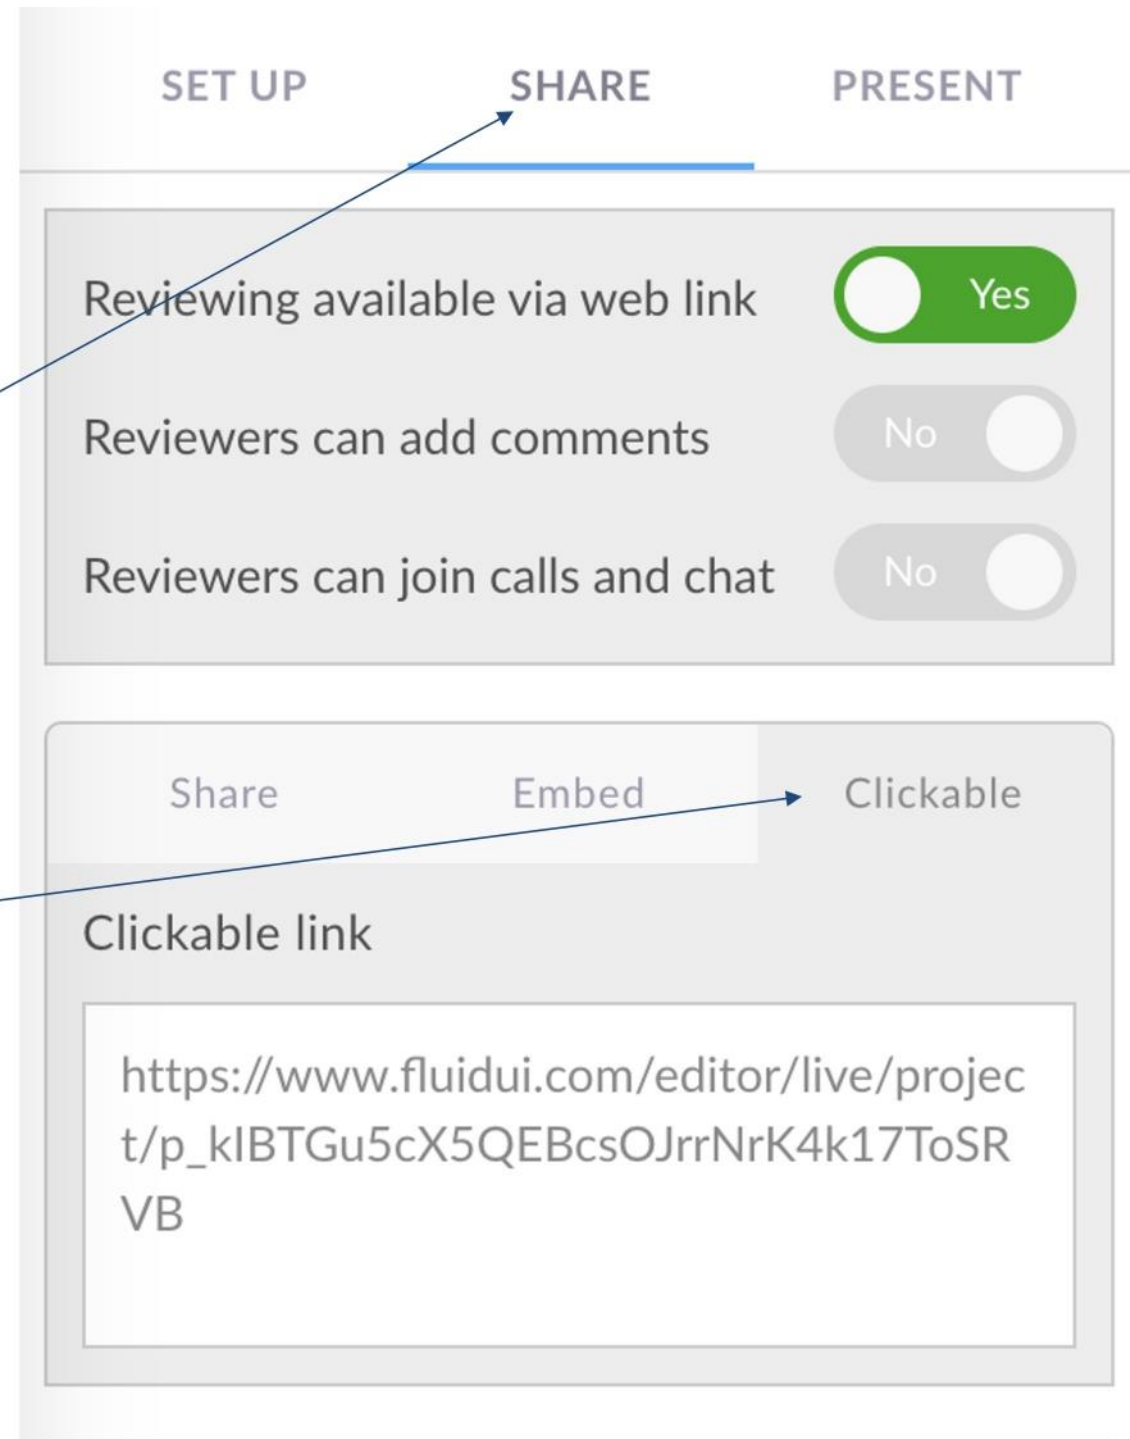 SET UP SHARE PRESENT
Reviewing available via web link Yes
Reviewers can add comments No
Reviewers can join calls and chat No
Share Embed Clickable
Clickable link
https://www.fluidui.com/editor/live/projec
t/p_kIBTGu5cX5QEBcsOJrrNrK4k17ToSR
VB